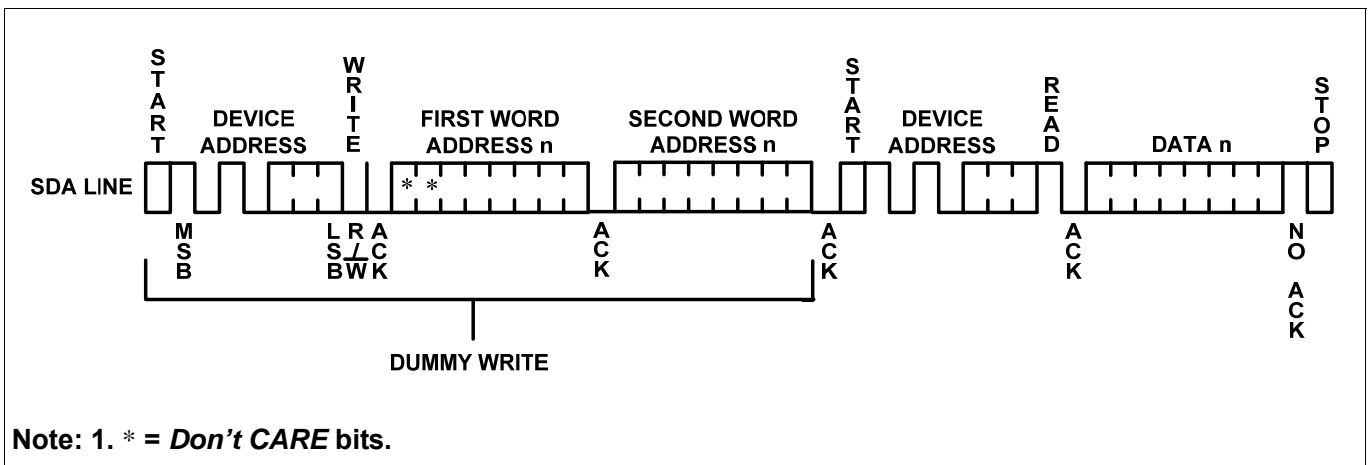 START
WRITE
START
READ
STOP
DEVICE ADDRESS
FIRST WORD ADDRESS n
SECOND WORD ADDRESS n
DEVICE ADDRESS
DATA n
SDA LINE
* *
MSB
LSB
R/W
ACK
ACK
ACK
ACK
NO ACK
DUMMY WRITE
Note: 1. * = Don't CARE bits.